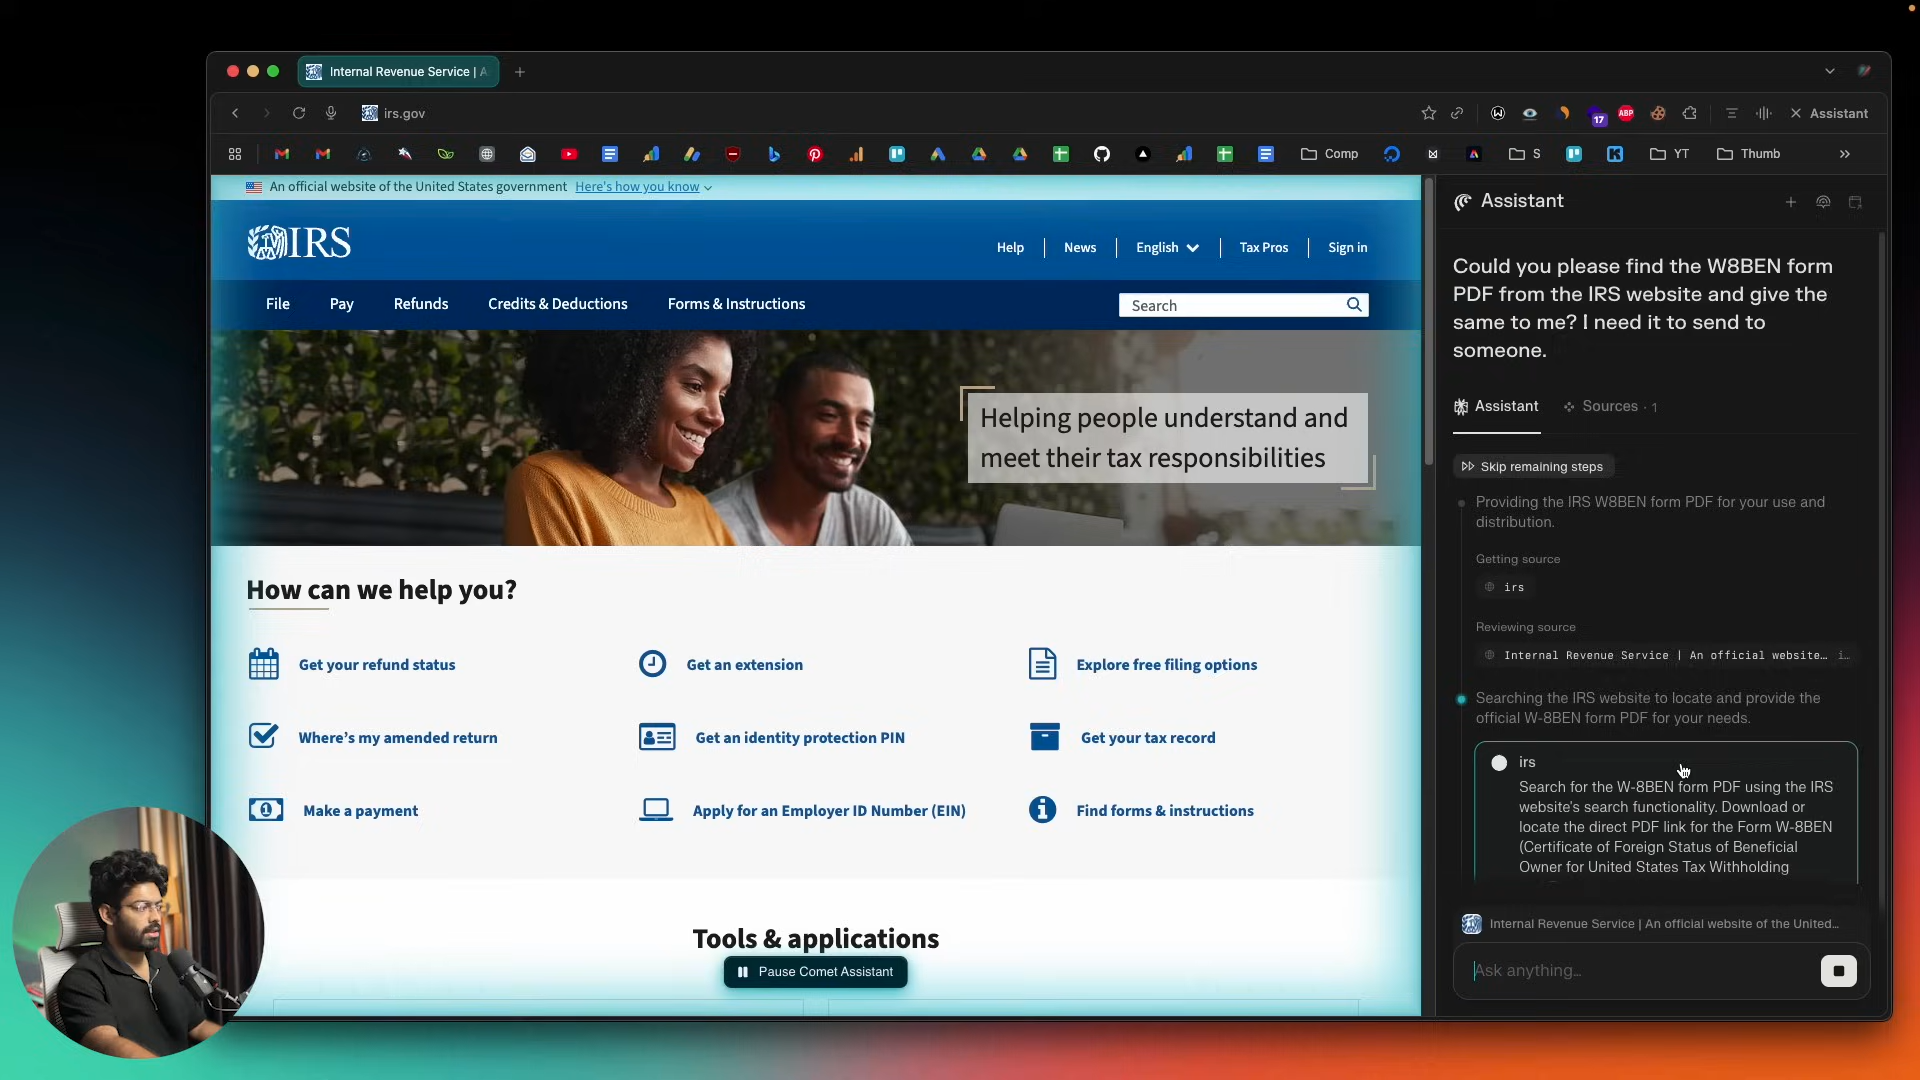 Internal Revenue Service | A
irs.gov
17
ABP
Assistant
Comp
S
YT
Thumb
An official website of the United States government Here's how you know
IRS
Help
News
English
Tax Pros
Sign in
File
Pay
Refunds
Credits & Deductions
Forms & Instructions
Search
Helping people understand and
meet their tax responsibilities
How can we help you?
Get your refund status
Get an extension
Explore free filing options
Where's my amended return
Get an identity protection PIN
Get your tax record
Make a payment
Apply for an Employer ID Number (EIN)
Find forms & instructions
Tools & applications
Pause Comet Assistant
Assistant
Could you please find the W8BEN form
PDF from the IRS website and give the
same to me? I need it to send to
someone.
Assistant
Sources · 1
Skip remaining steps
Providing the IRS W8BEN form PDF for your use and
distribution.
Getting source
irs
Reviewing source
Internal Revenue Service | An official website… i…
Searching the IRS website to locate and provide the
official W-8BEN form PDF for your needs.
irs
Search for the W-8BEN form PDF using the IRS
website's search functionality. Download or
locate the direct PDF link for the Form W-8BEN
(Certificate of Foreign Status of Beneficial
Owner for United States Tax Withholding
Internal Revenue Service | An official website of the United…
Ask anything…